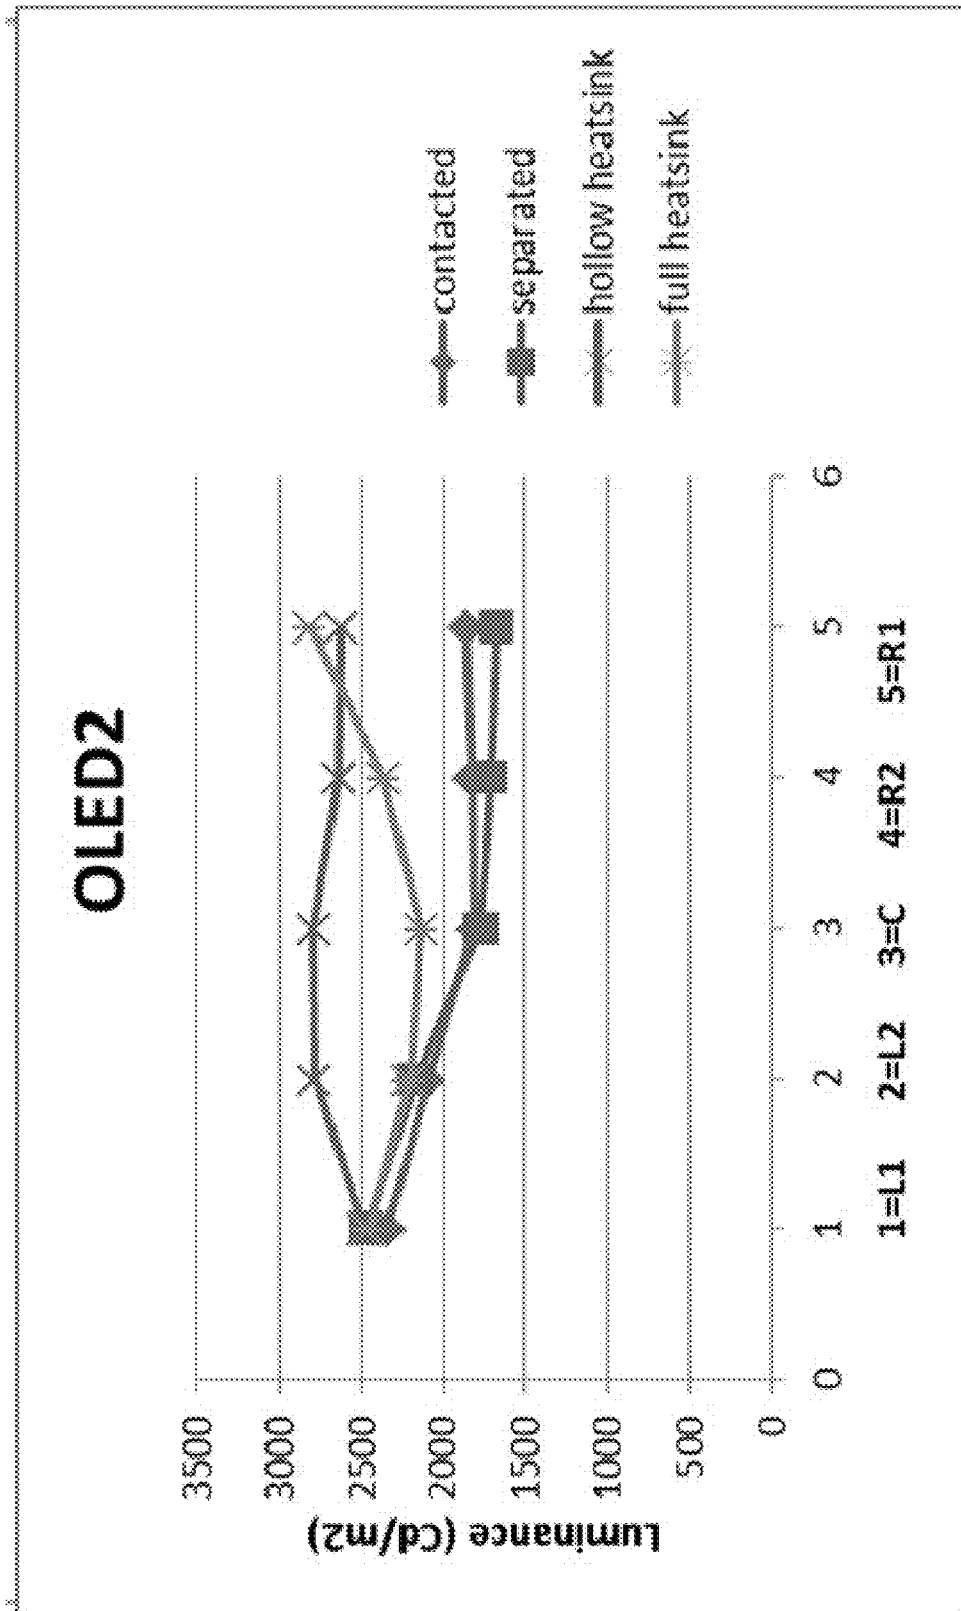 OLED2
Luminance (Cd/m2)
3500
3000
2500
2000
1500
1000
500
0
0 1 2 3 4 5 6
1=L1 2=L2 3=C 4=R2 5=R1
contacted
separated
hollow heatsink
full heatsink